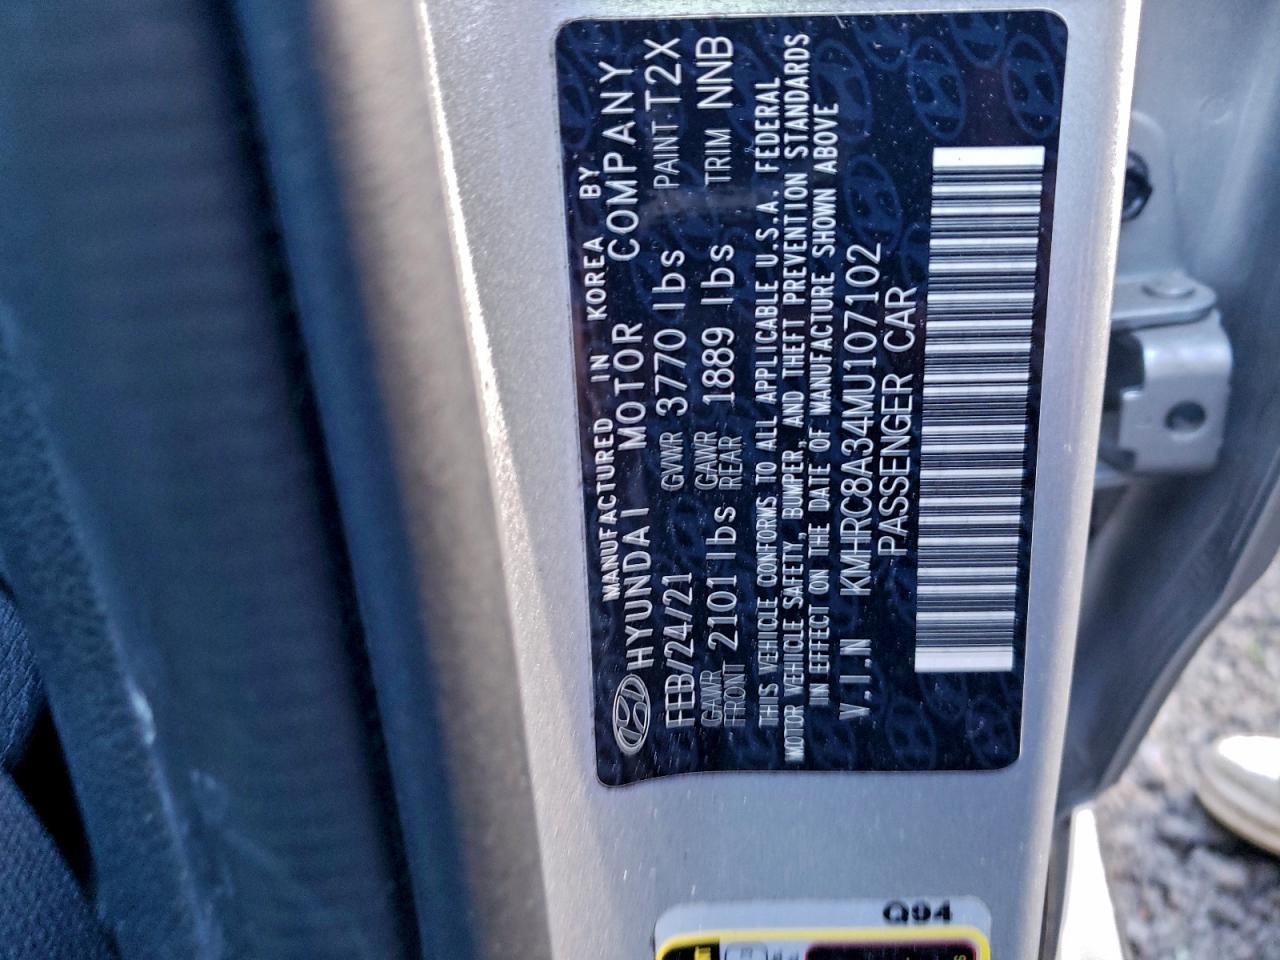 MANUFACTURED IN KOREA BY
HYUNDAI MOTOR COMPANY
FEB/24/21 GVWR 3770 lbs PAINT T2X
GAWR FRONT 2101 lbs GAWR REAR 1889 lbs TRIM NNB
THIS VEHICLE CONFORMS TO ALL APPLICABLE U.S.A. FEDERAL
MOTOR VEHICLE SAFETY, BUMPER, AND THEFT PREVENTION STANDARDS
IN EFFECT ON THE DATE OF MANUFACTURE SHOWN ABOVE
V.I.N KMHRC8A34MU107102
PASSENGER CAR
Q94